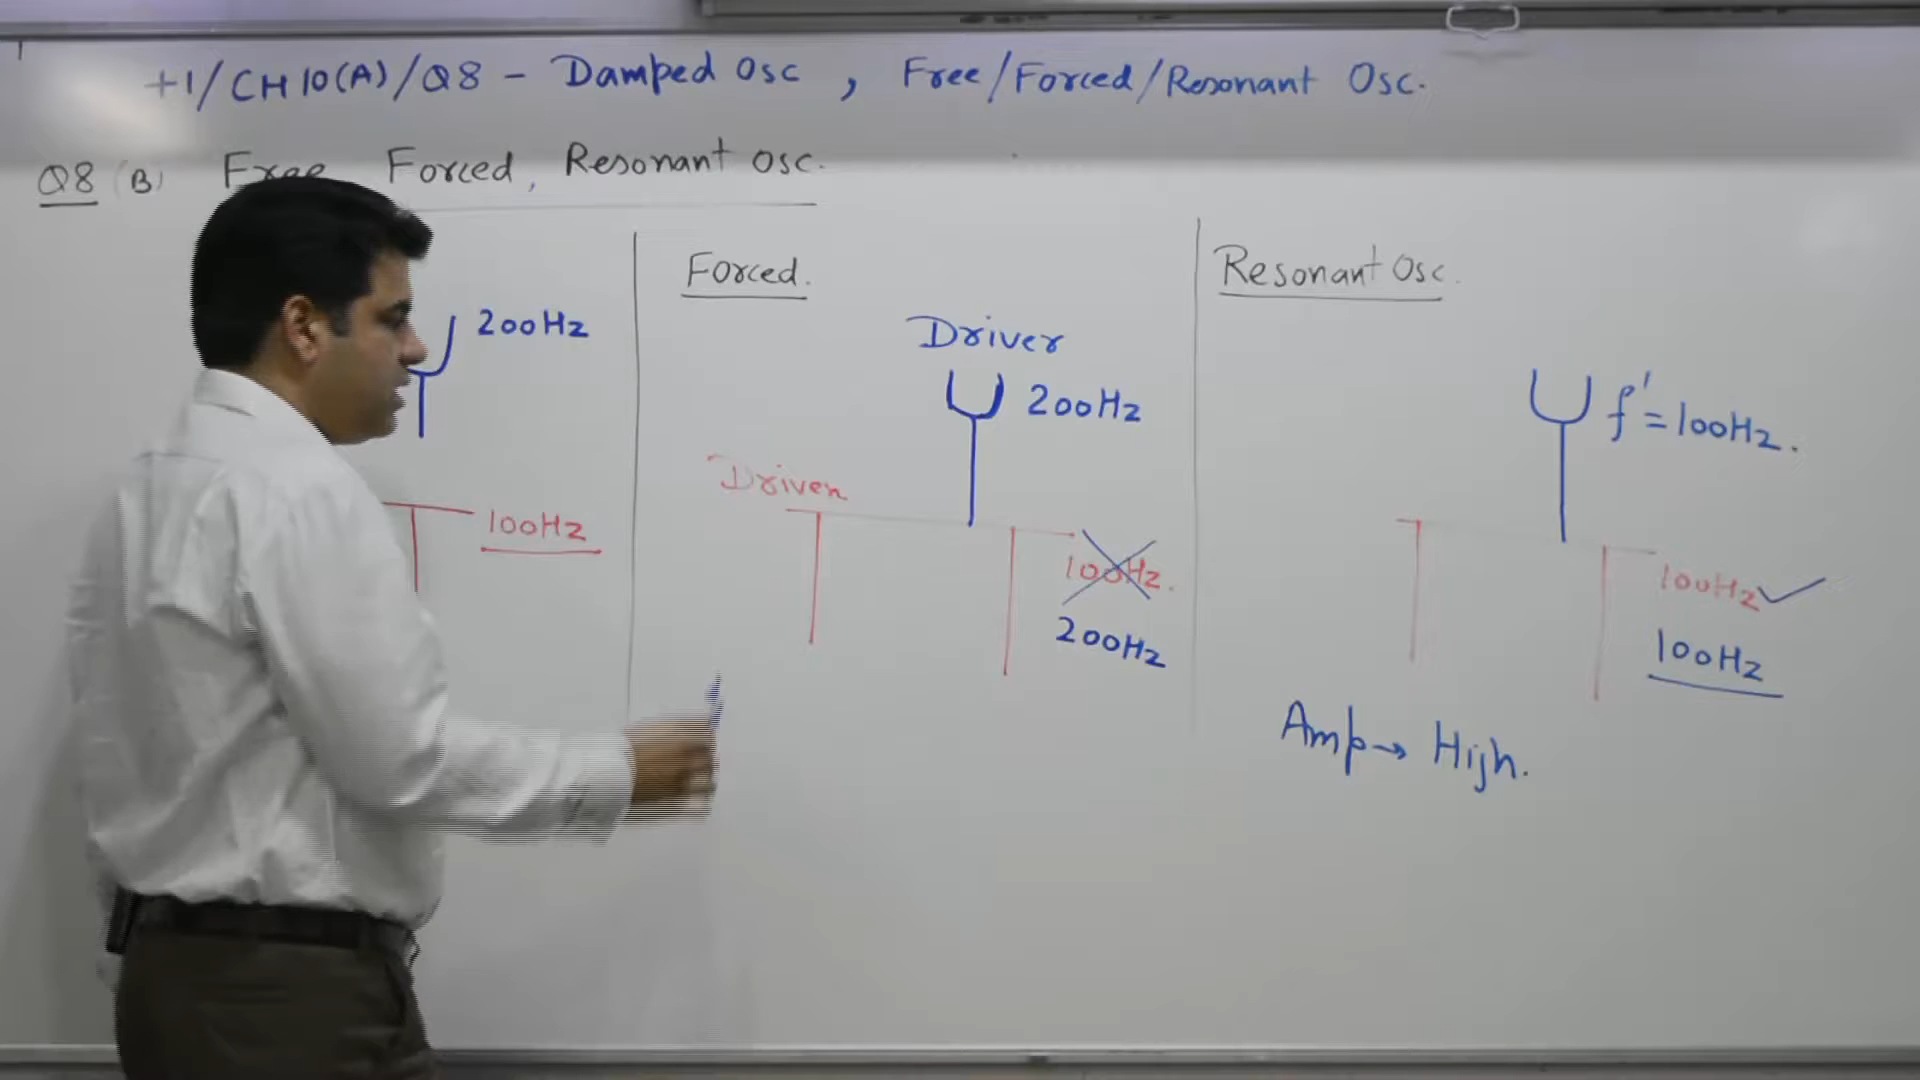 +1/CH10(A)/Q8 - Damped Osc , Free/Forced/Resonant Osc.
Q8 (B) Free Forced, Resonant Osc.
200Hz
100Hz
Forced.
Driver
200Hz
Driven
100Hz.
200Hz
Resonant Osc.
f' = 100Hz.
100Hz
100Hz
Amp → High.